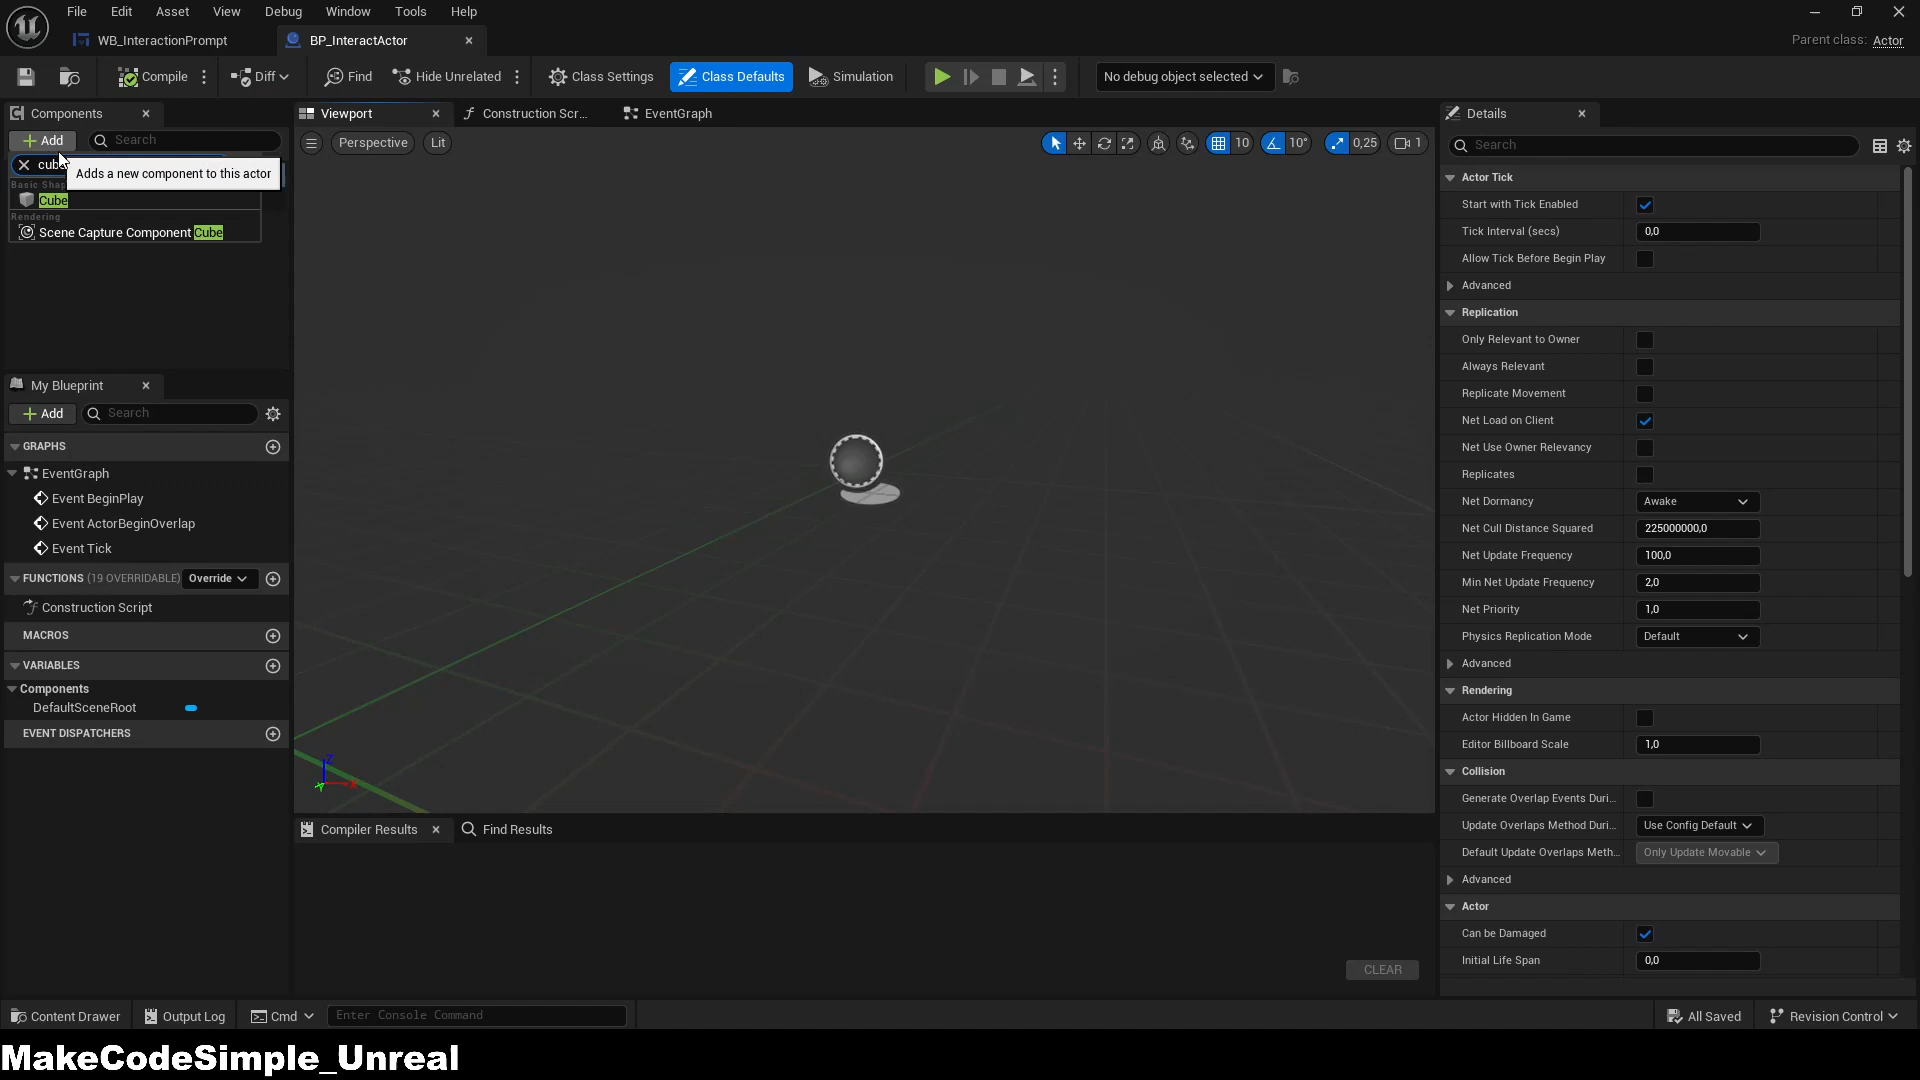 File Edit Asset View Debug Window Tools Help
WB_InteractionPrompt
BP_InteractActor
Parent class: Actor
Compile
Diff
Find
Hide Unrelated
Class Settings
Class Defaults
Simulation
No debug object selected
Components
Add
Search
cube
Adds a new component to this actor
Cube
Rendering
Scene Capture Component Cube
My Blueprint
Add
Search
GRAPHS
EventGraph
Event BeginPlay
Event ActorBeginOverlap
Event Tick
FUNCTIONS (19 OVERRIDABLE) Override
Construction Script
MACROS
VARIABLES
Components
DefaultSceneRoot
EVENT DISPATCHERS
Viewport
Construction Scr...
EventGraph
Perspective
Lit
10
10°
0,25
1
Z
X
Y
Compiler Results
Find Results
CLEAR
Details
Search
Actor Tick
Start with Tick Enabled
Tick Interval (secs) 0,0
Allow Tick Before Begin Play
Advanced
Replication
Only Relevant to Owner
Always Relevant
Replicate Movement
Net Load on Client
Net Use Owner Relevancy
Replicates
Net Dormancy Awake
Net Cull Distance Squared 225000000,0
Net Update Frequency 100,0
Min Net Update Frequency 2,0
Net Priority 1,0
Physics Replication Mode Default
Advanced
Rendering
Actor Hidden In Game
Editor Billboard Scale 1,0
Collision
Generate Overlap Events Duri...
Update Overlaps Method Duri... Use Config Default
Default Update Overlaps Meth... Only Update Movable
Advanced
Actor
Can be Damaged
Initial Life Span 0,0
Content Drawer
Output Log
Cmd
Enter Console Command
All Saved
Revision Control
MakeCodeSimple_Unreal